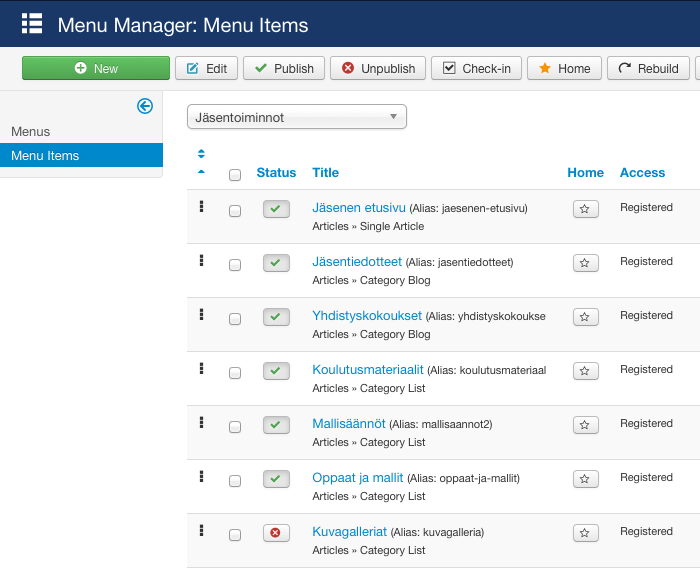 Menu Manager: Menu Items
New Edit Publish Unpublish Check-in Home Rebuild
Menus
Menu Items
Jäsentoiminnot
Status Title Home Access
Jäsenen etusivu (Alias: jaesenen-etusivu) Registered
Articles » Single Article
Jäsentiedotteet (Alias: jasentiedotteet) Registered
Articles » Category Blog
Yhdistyskokoukset (Alias: yhdistyskokoukse Registered
Articles » Category Blog
Koulutusmateriaalit (Alias: koulutusmateriaal Registered
Articles » Category List
Mallisäännöt (Alias: mallisaannot2) Registered
Articles » Category List
Oppaat ja mallit (Alias: oppaat-ja-mallit) Registered
Articles » Category List
Kuvagalleriat (Alias: kuvagalleria) Registered
Articles » Category List